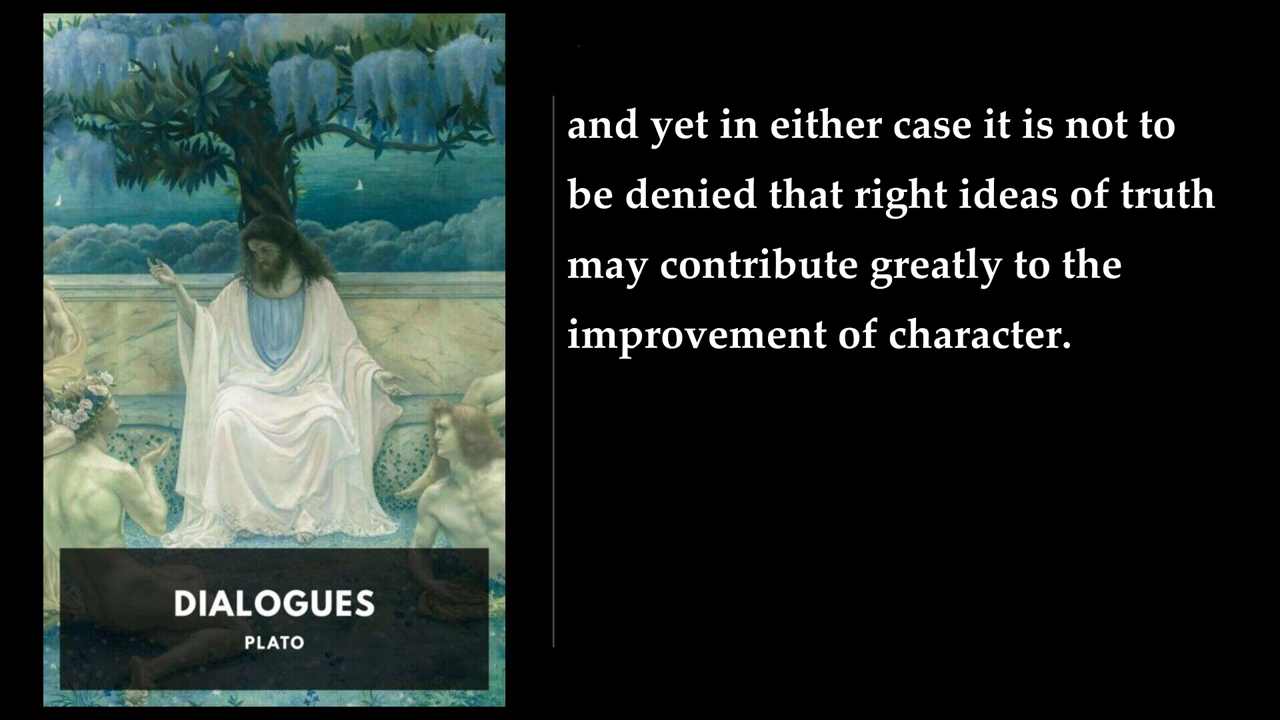 DIALOGUES
PLATO
and yet in either case it is not to
be denied that right ideas of truth
may contribute greatly to the
improvement of character.